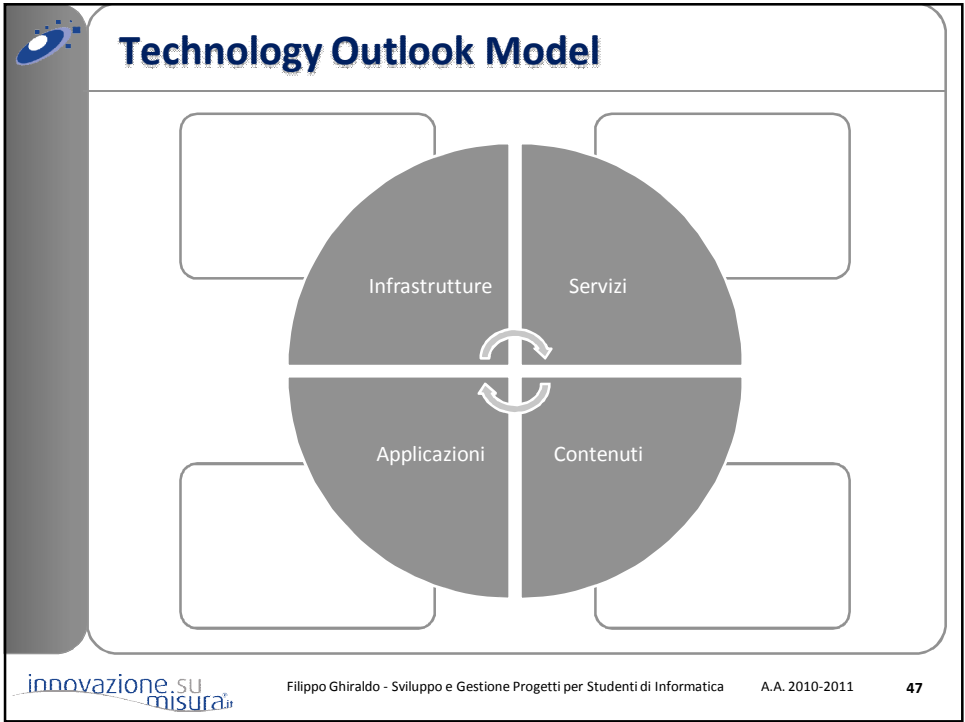 Technology Outlook Model
Infrastrutture
Servizi
Applicazioni
Contenuti
innovazione.su
misura.it
Filippo Ghiraldo - Sviluppo e Gestione Progetti per Studenti di Informatica A.A. 2010-2011 47